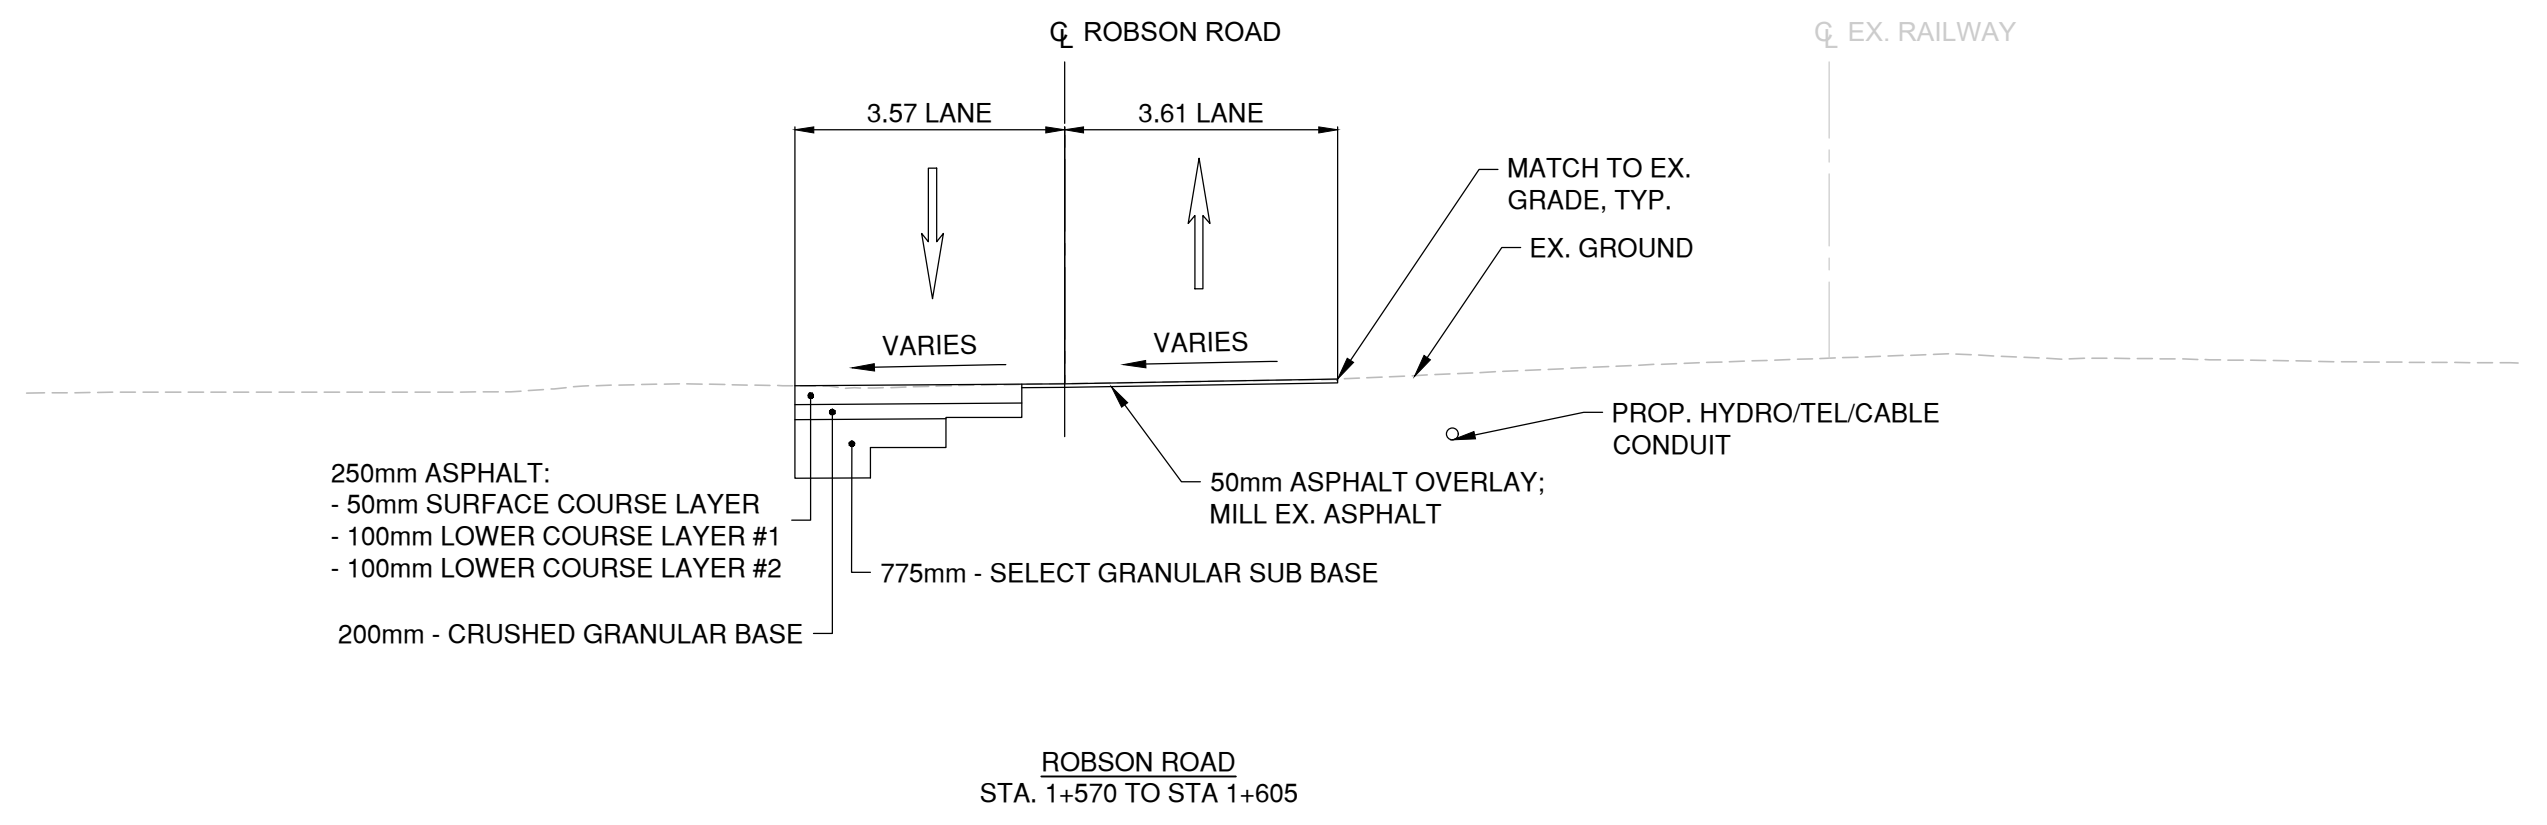 ℄ ROBSON ROAD
℄ EX. RAILWAY
3.57 LANE
3.61 LANE
MATCH TO EX.
GRADE, TYP.
EX. GROUND
VARIES
VARIES
PROP. HYDRO/TEL/CABLE
CONDUIT
250mm ASPHALT:
- 50mm SURFACE COURSE LAYER
- 100mm LOWER COURSE LAYER #1
- 100mm LOWER COURSE LAYER #2
50mm ASPHALT OVERLAY;
MILL EX. ASPHALT
775mm - SELECT GRANULAR SUB BASE
200mm - CRUSHED GRANULAR BASE
ROBSON ROAD
STA. 1+570 TO STA 1+605